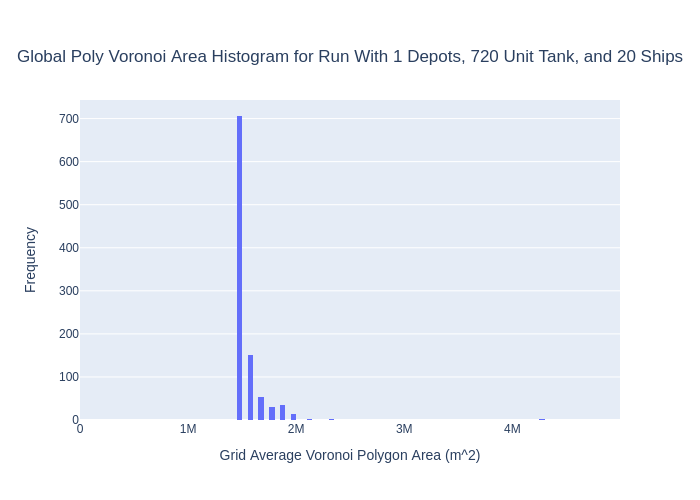 Global Poly Voronoi Area Histogram for Run With 1 Depots, 720 Unit Tank, and 20 Ships
700
600
500
400
300
200
100
0
Frequency
0 1M 2M 3M 4M
Grid Average Voronoi Polygon Area (m^2)